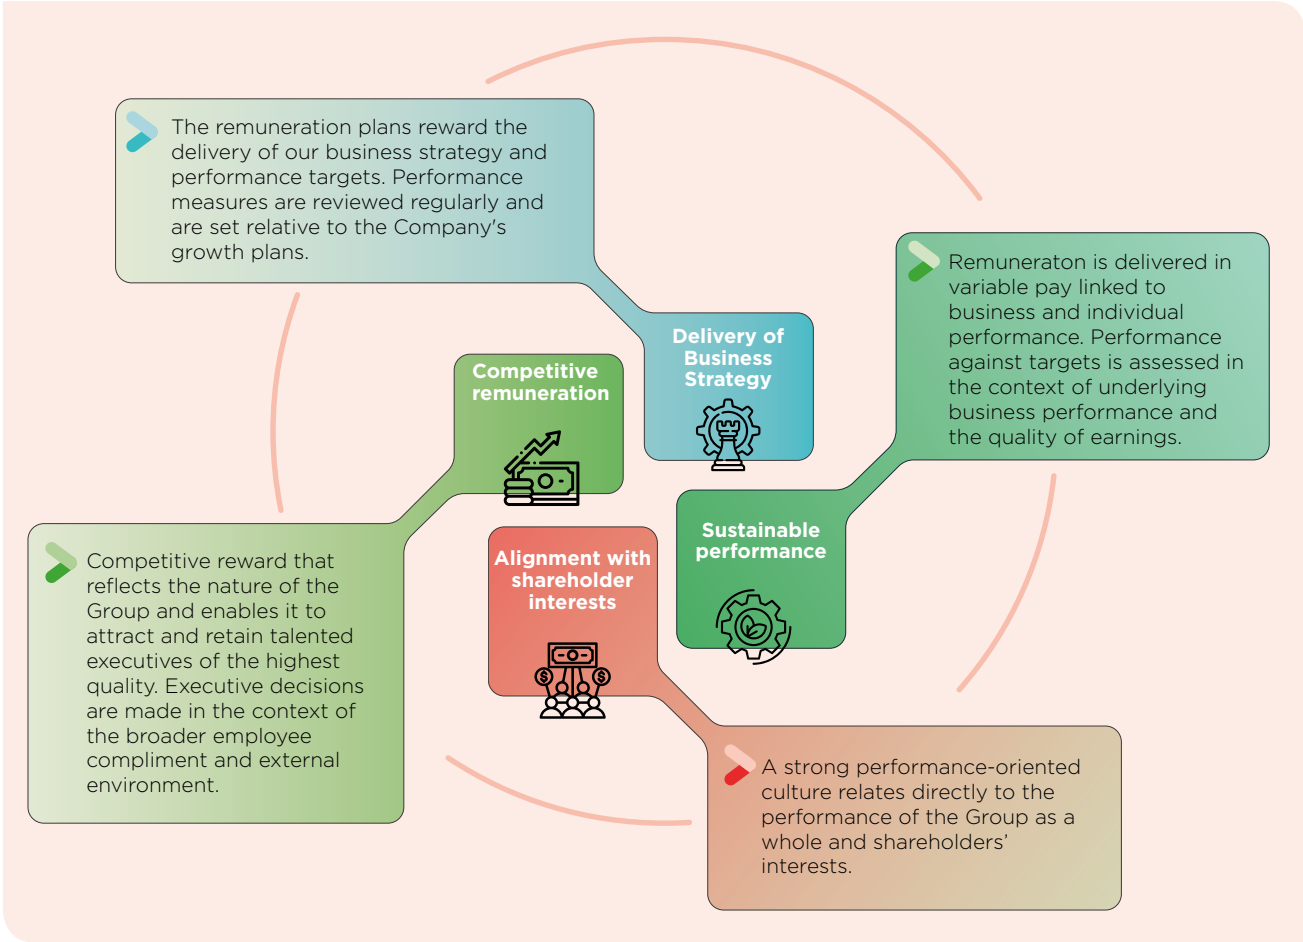 The remuneration plans reward the
delivery of our business strategy and
performance targets. Performance
measures are reviewed regularly and
are set relative to the Company's
growth plans.
Delivery of
Business
Strategy
Remuneraton is delivered in
variable pay linked to
business and individual
performance. Performance
against targets is assessed in
the context of underlying
business performance and
the quality of earnings.
Sustainable
performance
Competitive
remuneration
Competitive reward that
reflects the nature of the
Group and enables it to
attract and retain talented
executives of the highest
quality. Executive decisions
are made in the context of
the broader employee
compliment and external
environment.
Alignment with
shareholder
interests
$ $
A strong performance-oriented
culture relates directly to the
performance of the Group as a
whole and shareholders’
interests.